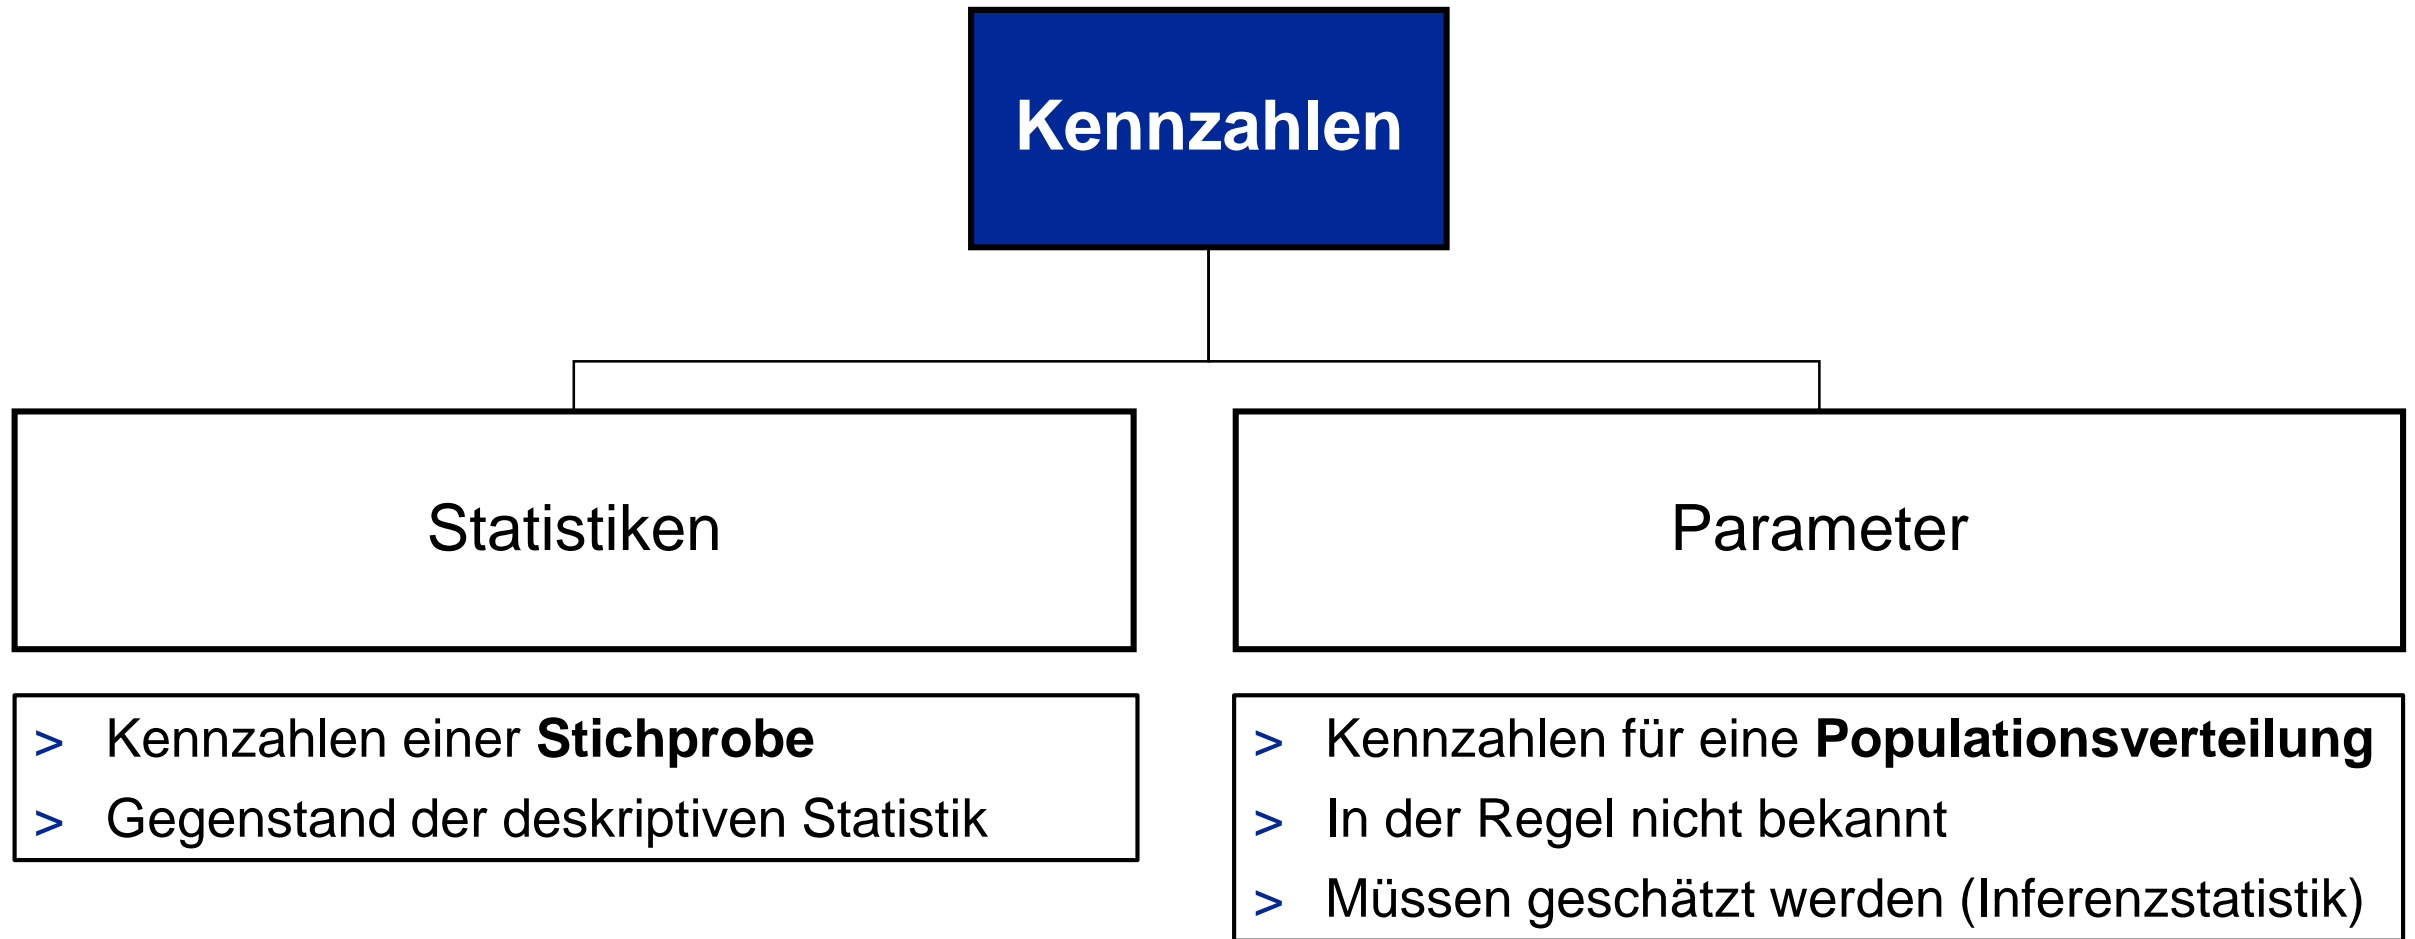 Kennzahlen
Statistiken
Parameter
> Kennzahlen einer Stichprobe
> Gegenstand der deskriptiven Statistik
> Kennzahlen für eine Populationsverteilung
> In der Regel nicht bekannt
> Müssen geschätzt werden (Inferenzstatistik)